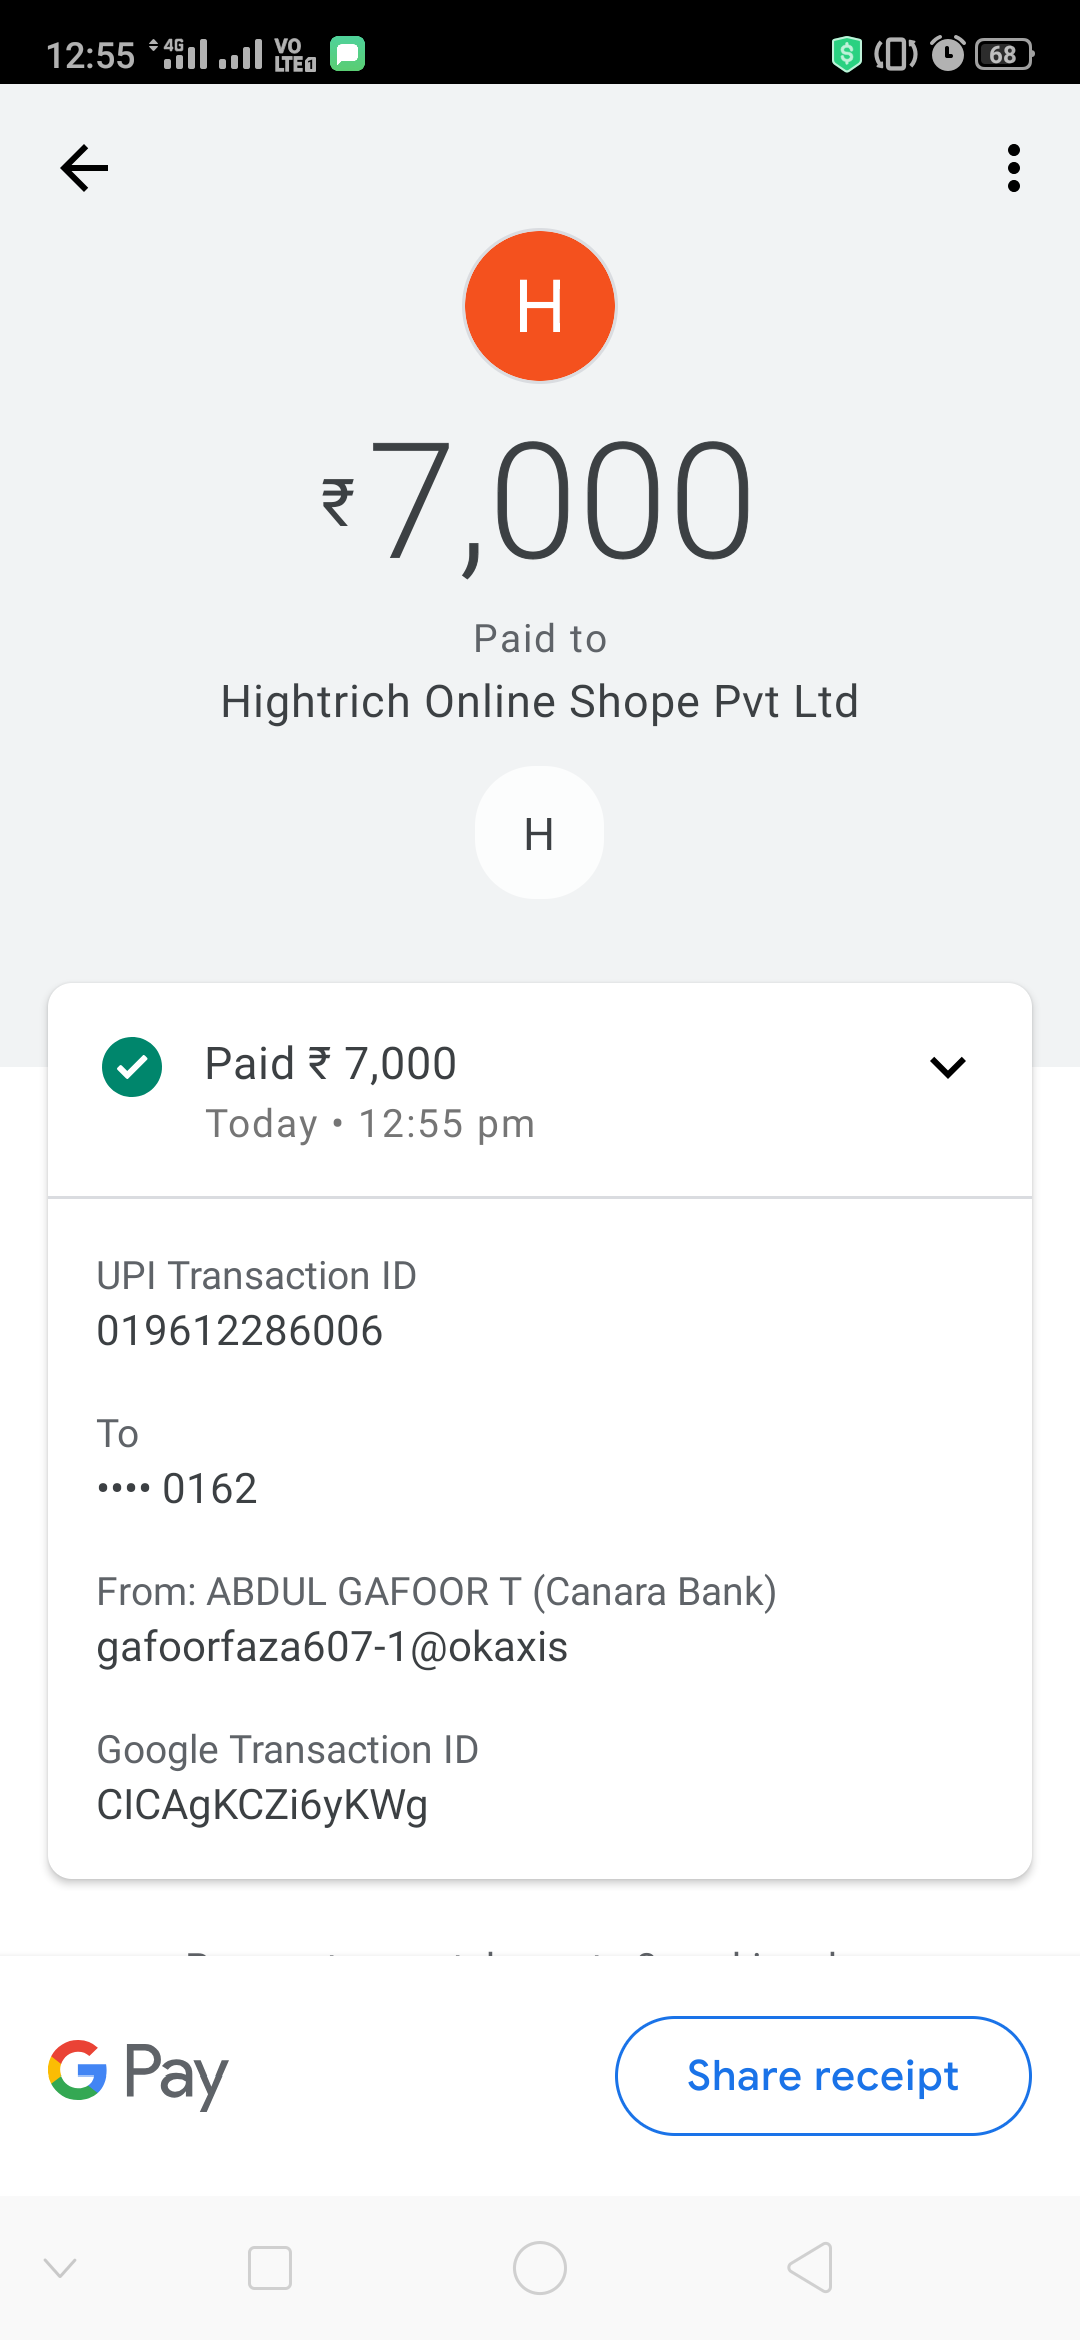 12:55 4G VO LTE 1 68
H
₹7,000
Paid to
Hightrich Online Shope Pvt Ltd
H
Paid ₹ 7,000
Today • 12:55 pm
UPI Transaction ID
019612286006
To
•••• 0162
From: ABDUL GAFOOR T (Canara Bank)
gafoorfaza607-1@okaxis
Google Transaction ID
CICAgKCZi6yKWg
G Pay
Share receipt